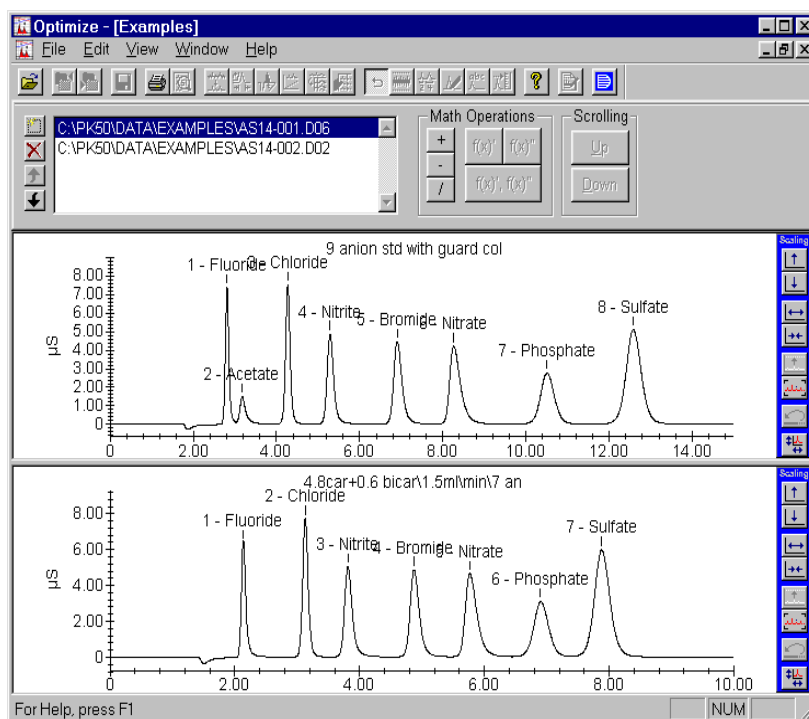 Optimize - [Examples]
File Edit View Window Help
C:\PK50\DATA\EXAMPLES\AS14-001.D06
C:\PK50\DATA\EXAMPLES\AS14-002.D02
Math Operations
+ f(x)' f(x)''
-
/ f(x)', f(x)''
Scrolling
Up
Down
9 anion std with guard col
Scaling
1 - Fluoride
3 - Chloride
2 - Acetate
4 - Nitrite
5 - Bromide
6 - Nitrate
7 - Phosphate
8 - Sulfate
µS
8.00
7.00
6.00
5.00
4.00
3.00
2.00
1.00
0
0 2.00 4.00 6.00 8.00 10.00 12.00 14.00
4.8car+0.6 bicar\1.5ml\min\7 an
Scaling
1 - Fluoride
2 - Chloride
3 - Nitrite
4 - Bromide
5 - Nitrate
6 - Phosphate
7 - Sulfate
µS
8.00
6.00
4.00
2.00
0
0 2.00 4.00 6.00 8.00 10.00
For Help, press F1
NUM